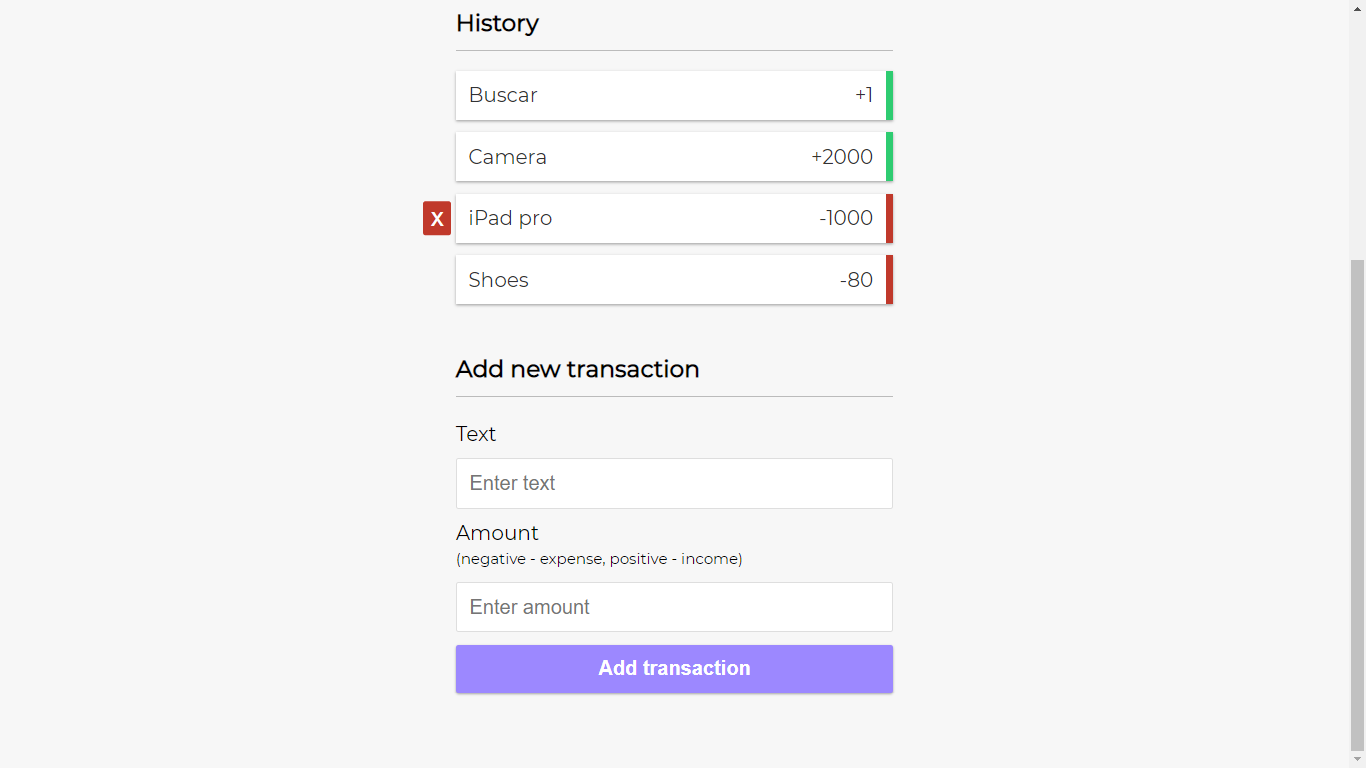 History
Buscar +1
Camera +2000
X iPad pro -1000
Shoes -80
Add new transaction
Text
Enter text
Amount
(negative - expense, positive - income)
Enter amount
Add transaction